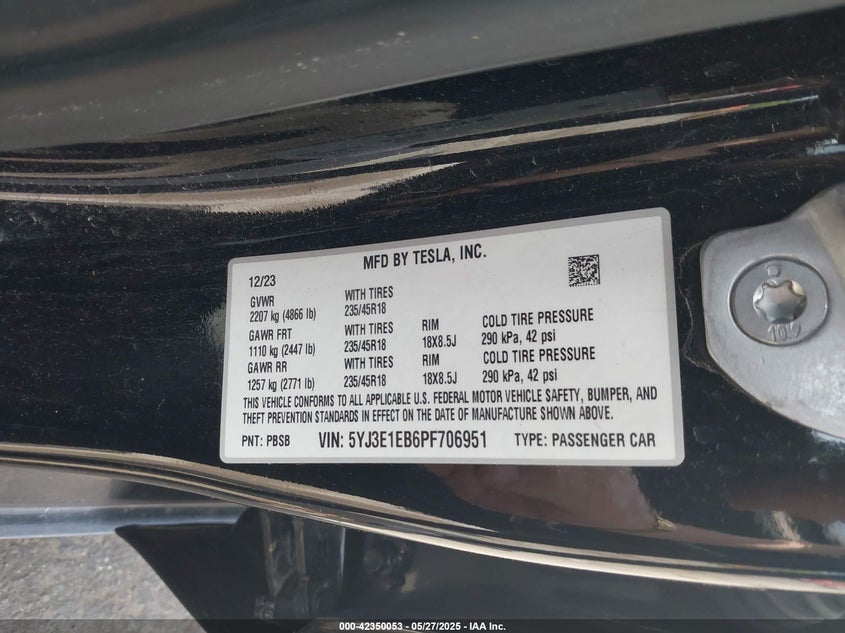 MFD BY TESLA, INC.
12/23
GVWR WITH TIRES
2207 kg (4866 lb) 235/45R18
GAWR FRT WITH TIRES RIM COLD TIRE PRESSURE
1110 kg (2447 lb) 235/45R18 18X8.5J 290 kPa, 42 psi
GAWR RR WITH TIRES RIM COLD TIRE PRESSURE
1257 kg (2771 lb) 235/45R18 18X8.5J 290 kPa, 42 psi
THIS VEHICLE CONFORMS TO ALL APPLICABLE U.S. FEDERAL MOTOR VEHICLE SAFETY, BUMPER, AND
THEFT PREVENTION STANDARDS IN EFFECT ON THE DATE OF MANUFACTURE SHOWN ABOVE.
PNT: PBSB VIN: 5YJ3E1EB6PF706951 TYPE: PASSENGER CAR
10.9
000-42350053 — 05/27/2025 — IAA Inc.